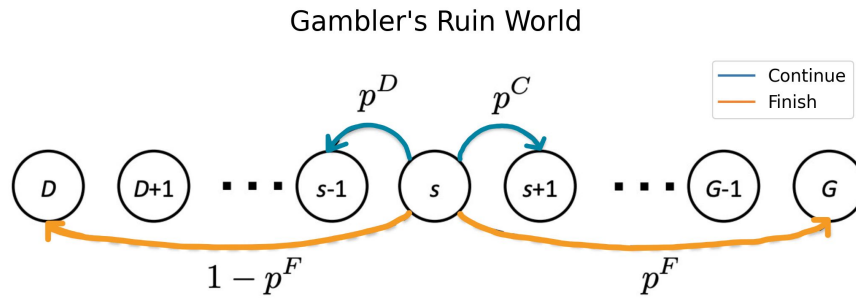 Gambler's Ruin World
Continue
Finish
p^D p^C
D D+1 ... s-1 s s+1 ... G-1 G
1 − p^F p^F